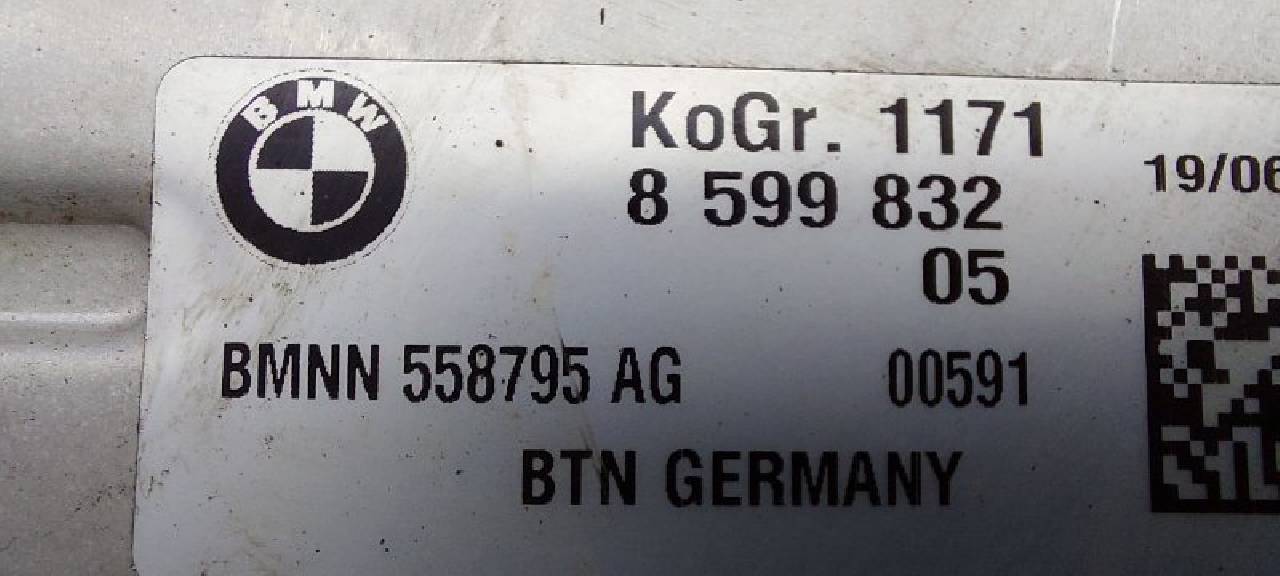 BMW
KoGr. 1171
8 599 832
19/06
05
BMNN 558795 AG 00591
BTN GERMANY